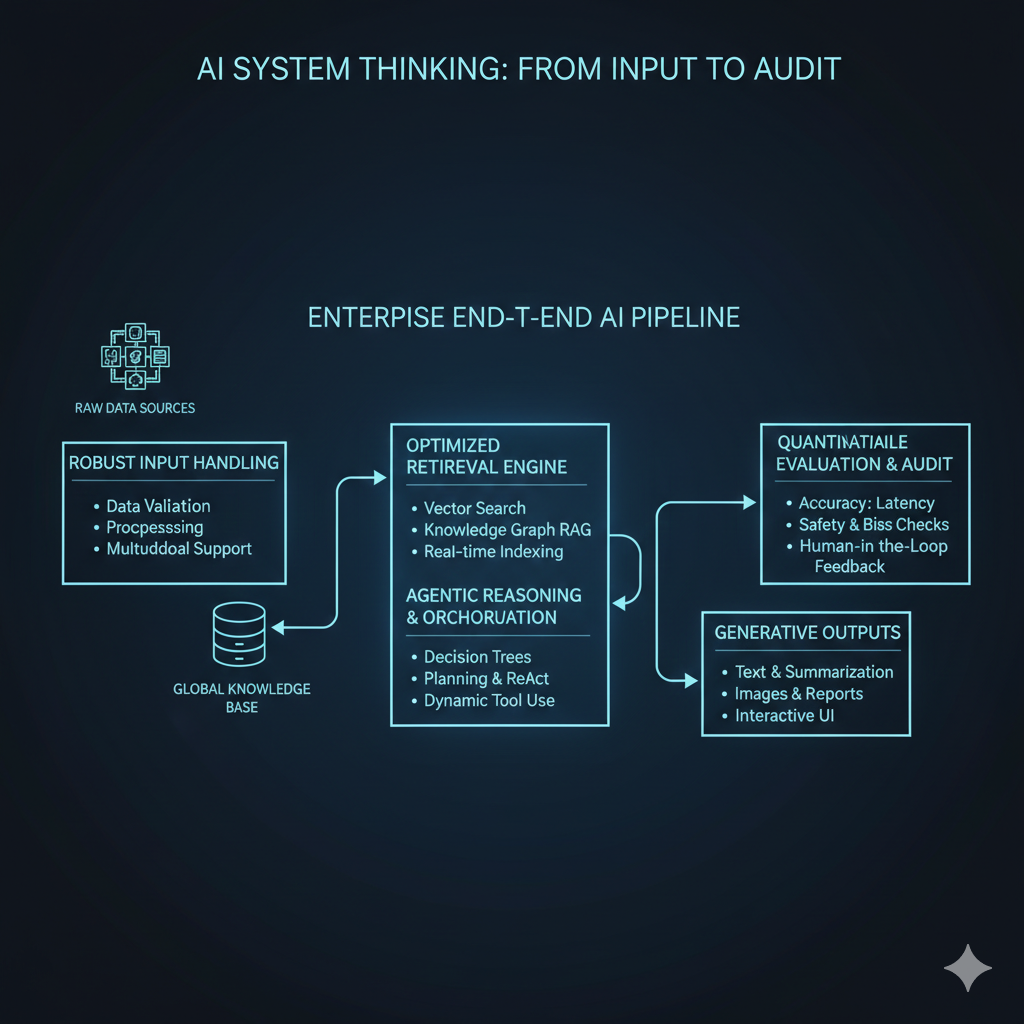 AI SYSTEM THINKING: FROM INPUT TO AUDIT
ENTERPISE END-T-END AI PIPELINE
RAW DATA SOURCES
ROBUST INPUT HANDLING
• Data Valiation
• Procpesssing
• Multuddoal Support
GLOBAL KNOWLEDGE
BASE
OPTIMIZED
RETIREVAL ENGINE
• Vector Search
• Knowledge Graph RAG
• Real-time Indexing
AGENTIC REASONING
& ORCHORUATION
• Decision Trees
• Planning & ReAct
• Dynamic Tool Use
QUANTINATIAILE
EVALUATION & AUDIT
• Accuracy: Latency
• Safety & Biss Checks
• Human-in the-Loop
Feedback
GENERATIVE OUTPUTS
• Text & Summarization
• Images & Reports
• Interactive UI